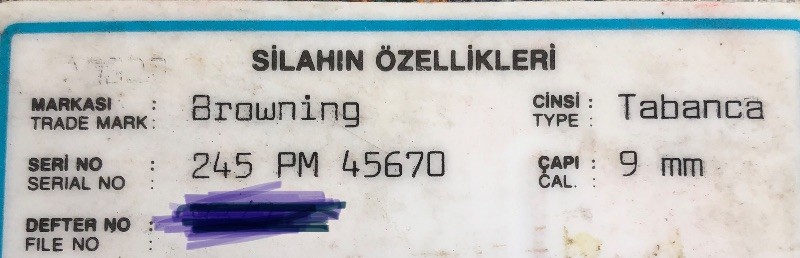 SİLAHIN ÖZELLİKLERİ
MARKASI : Browning CİNSİ : Tabanca
TRADE MARK : TYPE :
SERİ NO : 245 PM 45670 ÇAPI : 9 mm
SERIAL NO : CAL. :
DEFTER NO :
FILE NO :